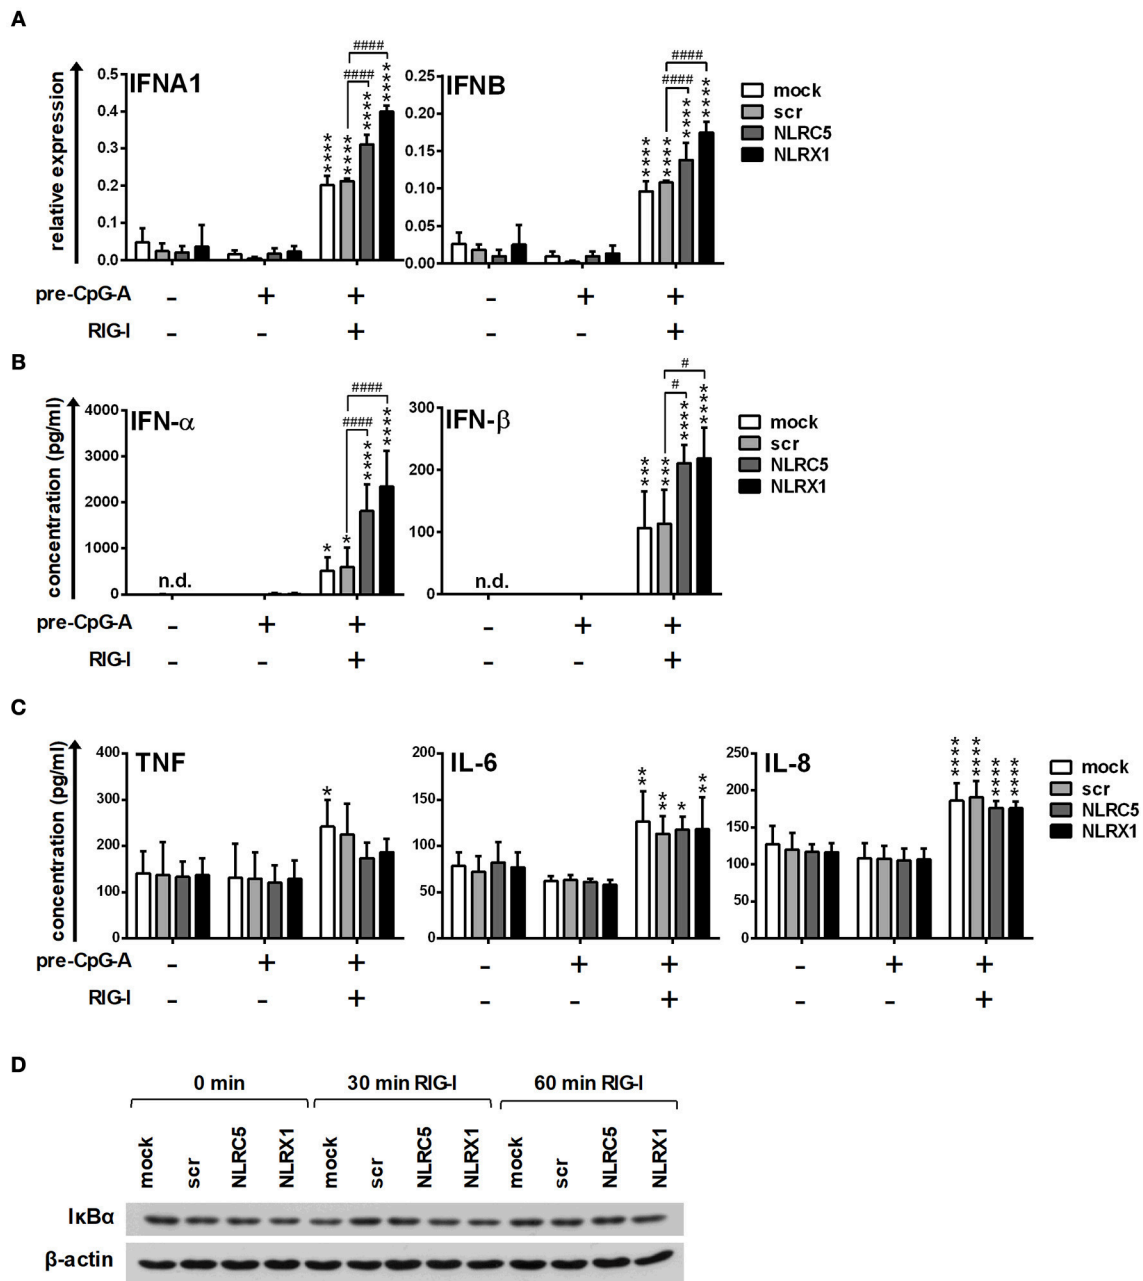 A
relative expression
IFNA1
0.5
0.4
0.3
0.2
0.1
0.0
****
****
****
****
####
####
IFNB
0.25
0.20
0.15
0.10
0.05
0.00
****
****
****
****
####
####
mock
scr
NLRC5
NLRX1
pre-CpG-A - + + - + +
RIG-I - - + - - +
B
concentration (pg/ml)
IFN-α
4000
3000
2000
1000
0
n.d.
*
*
****
****
####
####
IFN-β
300
200
100
0
n.d.
***
***
****
****
#
#
mock
scr
NLRC5
NLRX1
pre-CpG-A - + + - + +
RIG-I - - + - - +
C
concentration (pg/ml)
TNF
400
300
200
100
0
*
IL-6
200
150
100
50
0
**
**
*
**
IL-8
250
200
150
100
50
0
****
****
****
****
mock
scr
NLRC5
NLRX1
pre-CpG-A - + + - + + - + +
RIG-I - - + - - + - - +
D
0 min 30 min RIG-I 60 min RIG-I
mock scr NLRC5 NLRX1 mock scr NLRC5 NLRX1 mock scr NLRC5 NLRX1
IκBα
β-actin